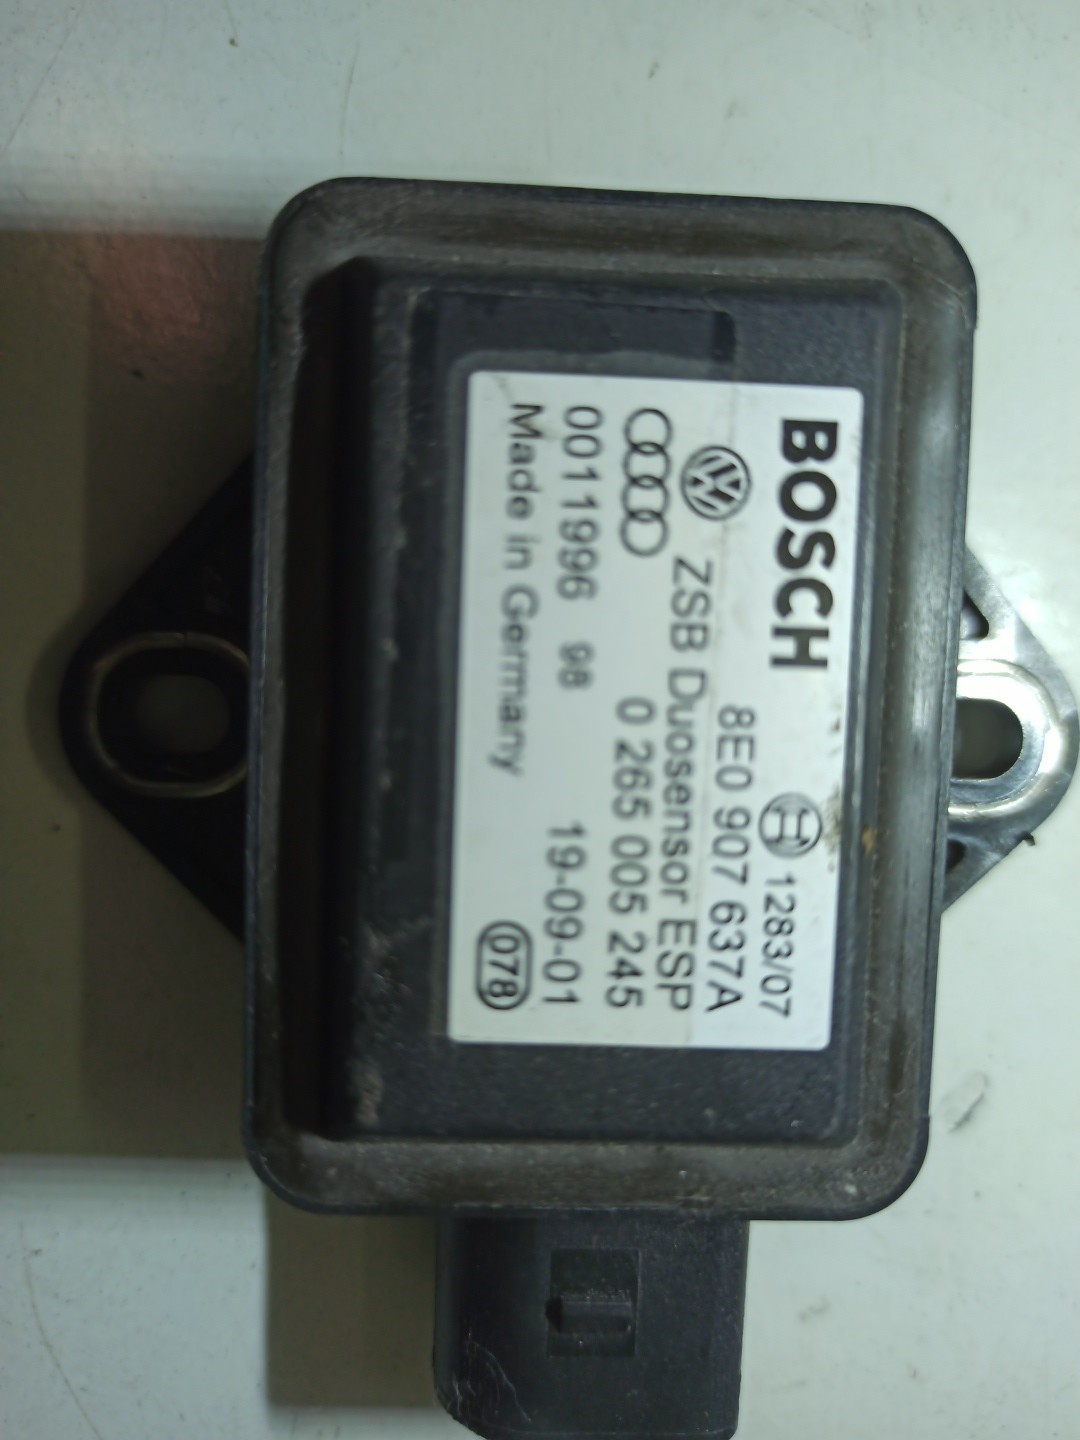 BOSCH
1283/07
8E0 907 637A
ZSB Duosensor ESP
0 265 005 245
0011996 98 19-09-01
Made in Germany 078